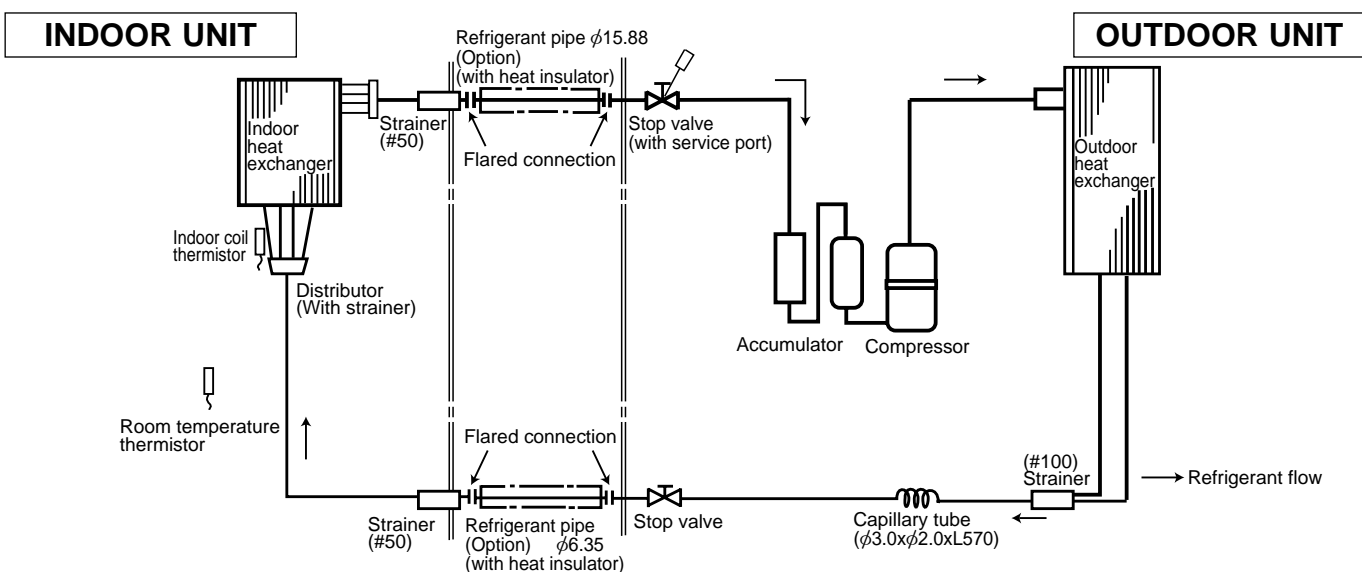 INDOOR UNIT
OUTDOOR UNIT
Refrigerant pipe ϕ15.88
(Option)
(with heat insulator)
Indoor
heat
exchanger
Strainer
(#50)
Flared connection
Stop valve
(with service port)
Outdoor
heat
exchanger
Indoor coil
thermistor
Distributor
(With strainer)
Accumulator
Compressor
Room temperature
thermistor
Flared connection
(#100)
Strainer
Refrigerant flow
Strainer
(#50)
Refrigerant pipe
(Option) ϕ6.35
(with heat insulator)
Stop valve
Capillary tube
(ϕ3.0xϕ2.0xL570)